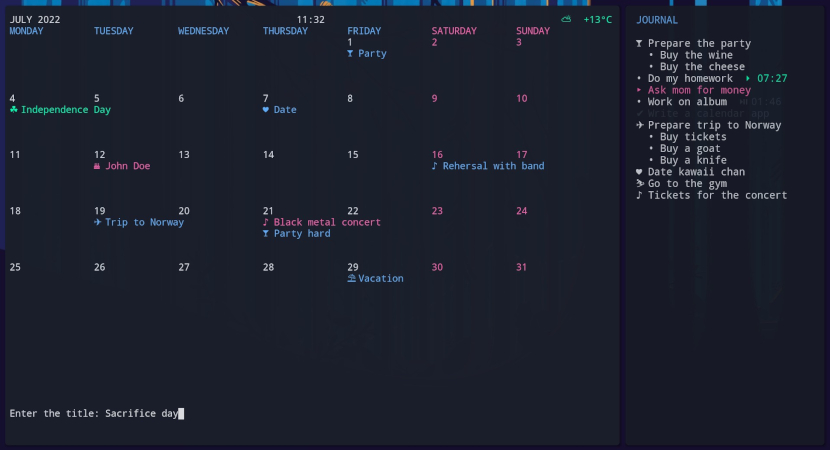 JULY 2022 11:32 +13°C
MONDAY TUESDAY WEDNESDAY THURSDAY FRIDAY SATURDAY SUNDAY
1 2 3
Party
4 5 6 7 8 9 10
Independence Day Date
11 12 13 14 15 16 17
John Doe Rehersal with band
18 19 20 21 22 23 24
Trip to Norway Black metal concert
Party hard
25 26 27 28 29 30 31
Vacation
Enter the title: Sacrifice day
JOURNAL
Prepare the party
• Buy the wine
• Buy the cheese
• Do my homework 07:27
Ask mom for money
• Work on album 01:46
Write a calendar app
Prepare trip to Norway
• Buy tickets
• Buy a goat
• Buy a knife
Date kawaii chan
Go to the gym
Tickets for the concert